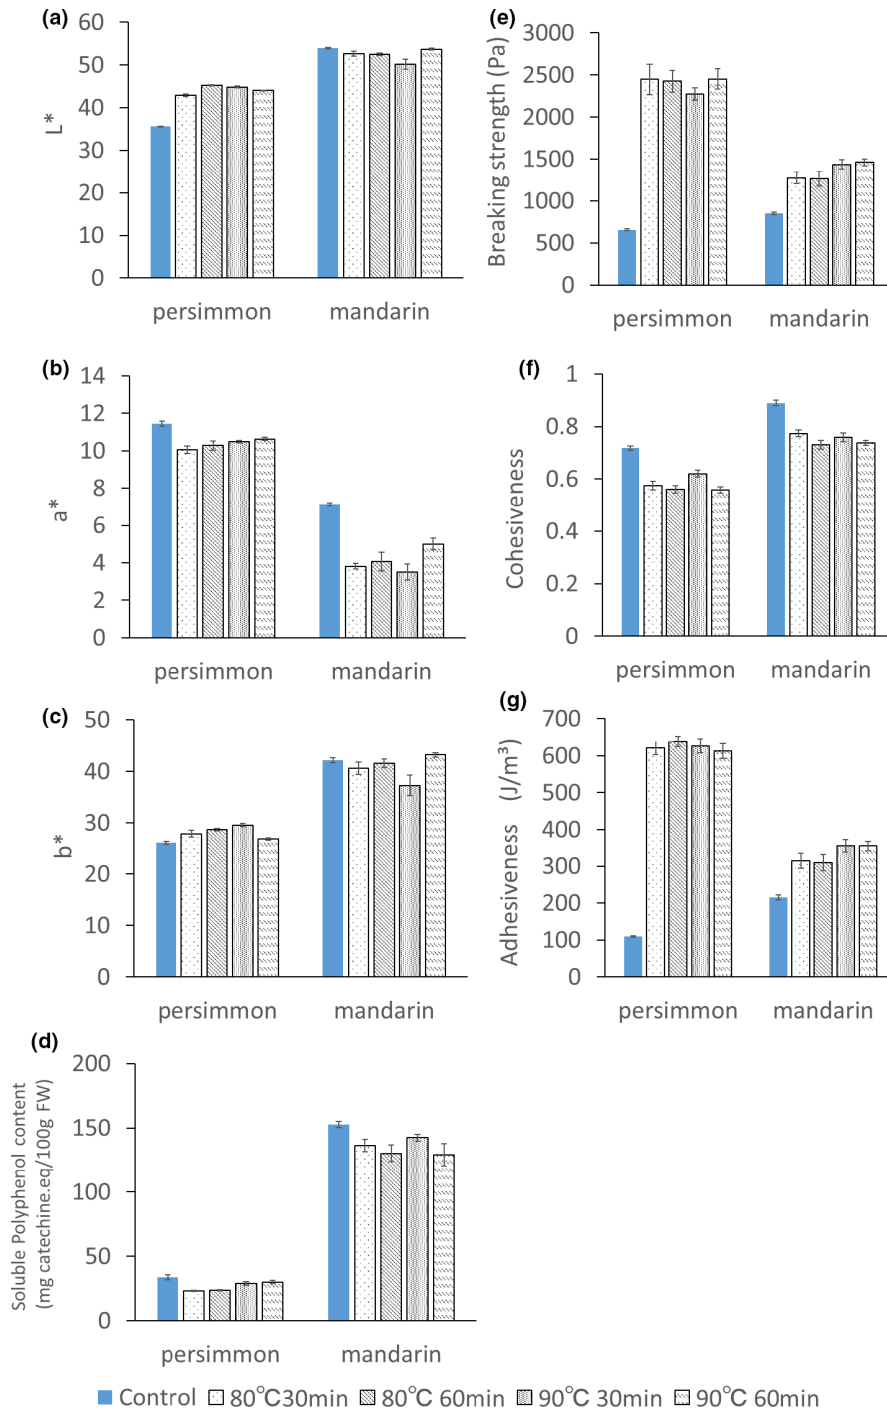 (a)
60
50
40
30
20
10
0
L*
persimmon mandarin
(b)
14
12
10
8
6
4
2
0
a*
persimmon mandarin
(c)
50
40
30
20
10
0
b*
persimmon mandarin
(d)
200
150
100
50
0
Soluble Polyphenol content
(mg catechine.eq/100g FW)
persimmon mandarin
(e)
3000
2500
2000
1500
1000
500
0
Breaking strength (Pa)
persimmon mandarin
(f)
1
0.8
0.6
0.4
0.2
0
Cohesiveness
persimmon mandarin
(g)
700
600
500
400
300
200
100
0
Adhesiveness (J/m³)
persimmon mandarin
Control 80℃30min 80℃ 60min 90℃ 30min 90℃ 60min